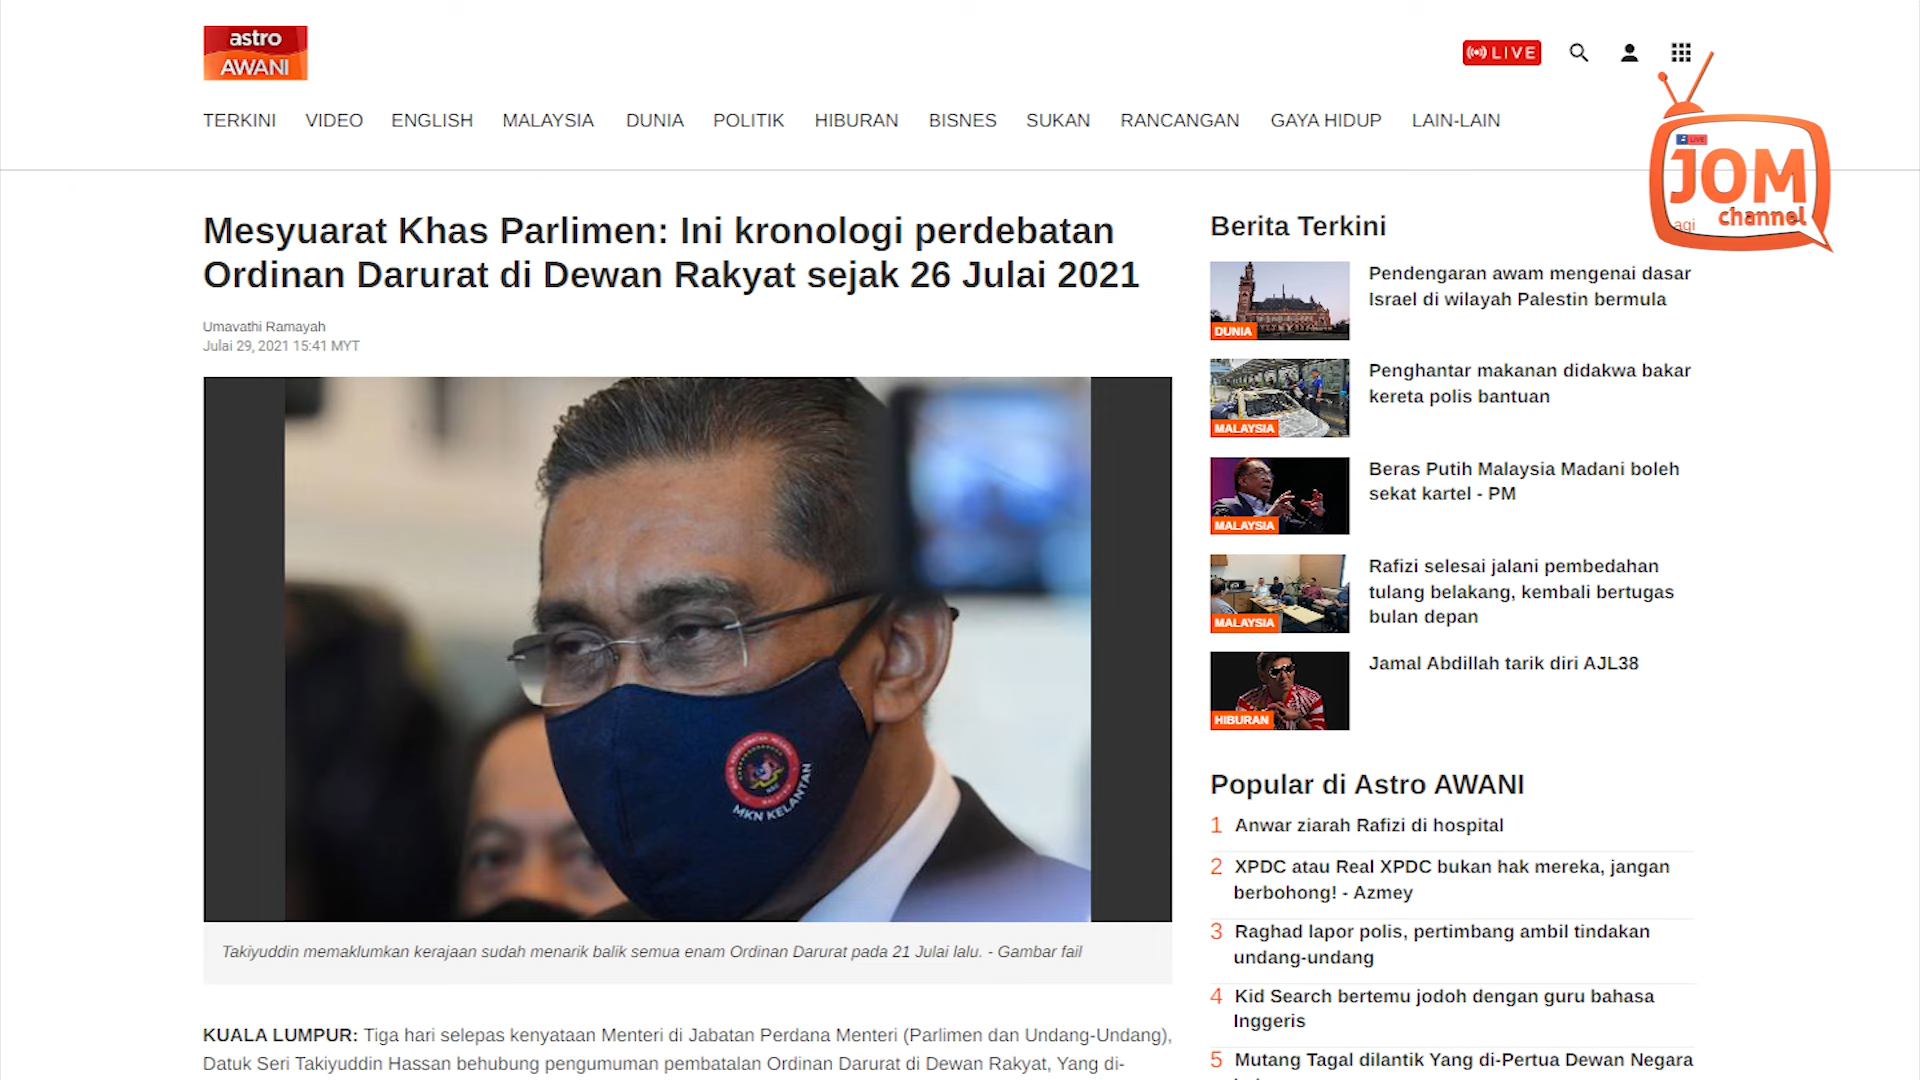 astro
AWANI
LIVE
TERKINI VIDEO ENGLISH MALAYSIA DUNIA POLITIK HIBURAN BISNES SUKAN RANCANGAN GAYA HIDUP LAIN-LAIN
LIVE
JOM
channel
agi
Mesyuarat Khas Parlimen: Ini kronologi perdebatan
Ordinan Darurat di Dewan Rakyat sejak 26 Julai 2021
Umavathi Ramayah
Julai 29, 2021 15:41 MYT
MKN KELANTAN
Takiyuddin memaklumkan kerajaan sudah menarik balik semua enam Ordinan Darurat pada 21 Julai lalu. - Gambar fail
KUALA LUMPUR: Tiga hari selepas kenyataan Menteri di Jabatan Perdana Menteri (Parlimen dan Undang-Undang),
Datuk Seri Takiyuddin Hassan behubung pengumuman pembatalan Ordinan Darurat di Dewan Rakyat, Yang di-
Berita Terkini
DUNIA
Pendengaran awam mengenai dasar
Israel di wilayah Palestin bermula
MALAYSIA
Penghantar makanan didakwa bakar
kereta polis bantuan
MALAYSIA
Beras Putih Malaysia Madani boleh
sekat kartel - PM
MALAYSIA
Rafizi selesai jalani pembedahan
tulang belakang, kembali bertugas
bulan depan
HIBURAN
Jamal Abdillah tarik diri AJL38
Popular di Astro AWANI
1 Anwar ziarah Rafizi di hospital
2 XPDC atau Real XPDC bukan hak mereka, jangan
berbohong! - Azmey
3 Raghad lapor polis, pertimbang ambil tindakan
undang-undang
4 Kid Search bertemu jodoh dengan guru bahasa
Inggeris
5 Mutang Tagal dilantik Yang di-Pertua Dewan Negara